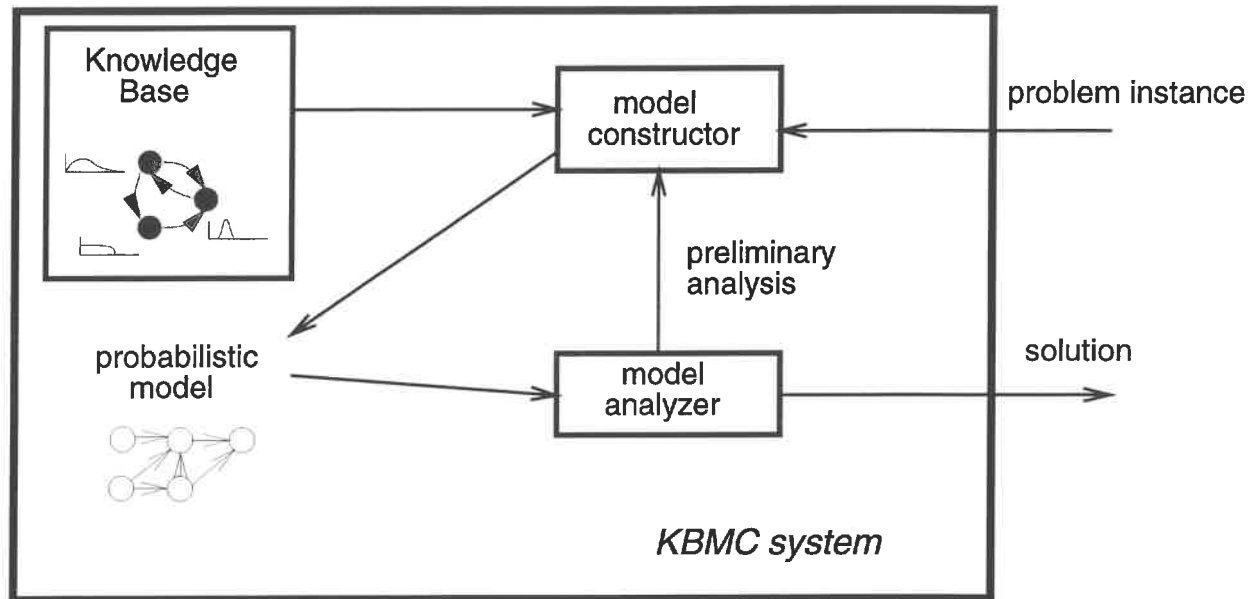 Knowledge
Base
model
constructor
problem instance
preliminary
analysis
probabilistic
model
model
analyzer
solution
KBMC system